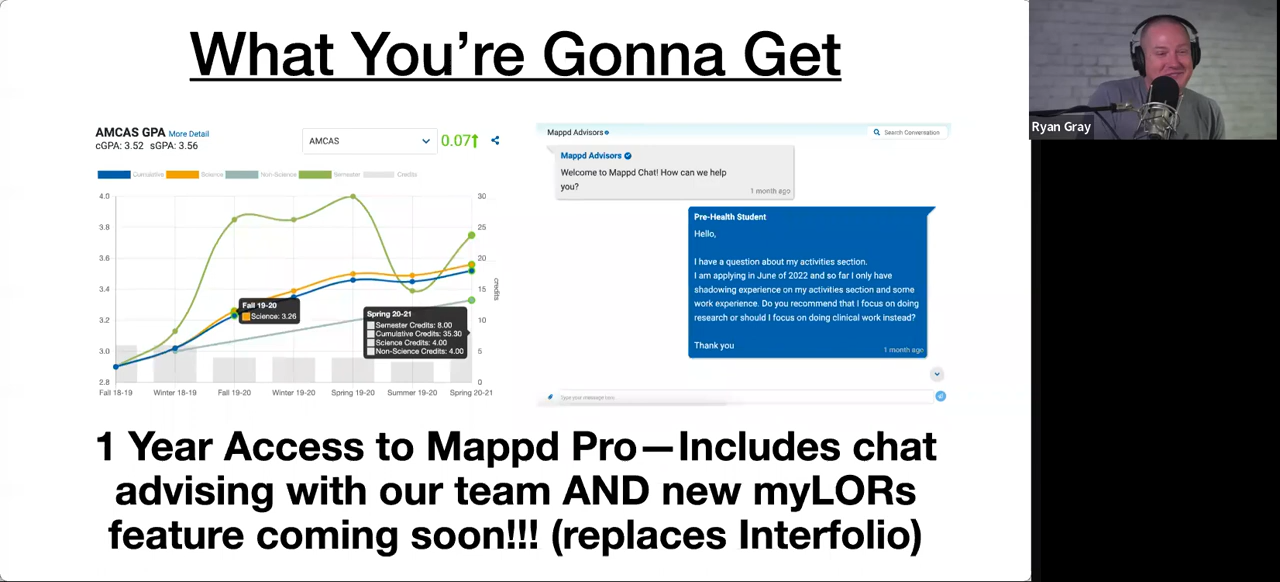 What You're Gonna Get
AMCAS GPA More Detail
cGPA: 3.52 sGPA: 3.56
AMCAS
0.07↑
Cumulative Science Non-Science Semester Credits
4.0
3.8
3.6
3.4
3.2
3.0
2.8
30
25
20
15
10
5
0
credits
Fall 19-20
Science: 3.26
Spring 20-21
Semester Credits: 8.00
Cumulative Credits: 35.30
Science Credits: 4.00
Non-Science Credits: 4.00
Fall 18-19 Winter 18-19 Fall 19-20 Winter 19-20 Spring 19-20 Summer 19-20 Spring 20-21
Mappd Advisors
Search Conversation
Mappd Advisors
Welcome to Mappd Chat! How can we help
you?
1 month ago
Pre-Health Student
Hello,
I have a question about my activities section.
I am applying in June of 2022 and so far I only have
shadowing experience on my activities section and some
work experience. Do you recommend that I focus on doing
research or should I focus on doing clinical work instead?
Thank you
1 month ago
Type your message here
1 Year Access to Mappd Pro—Includes chat
advising with our team AND new myLORs
feature coming soon!!! (replaces Interfolio)
Ryan Gray